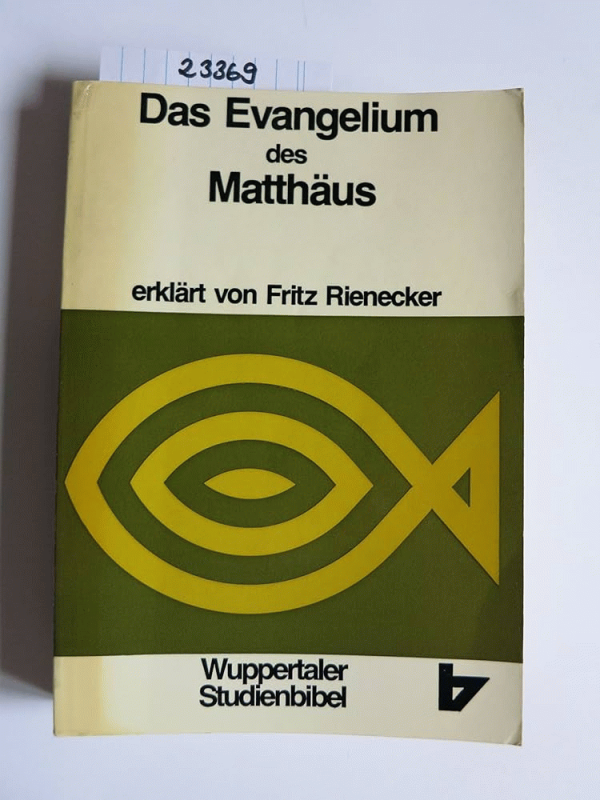 23369
Das Evangelium
des
Matthäus
erklärt von Fritz Rienecker
Wuppertaler
Studienbibel